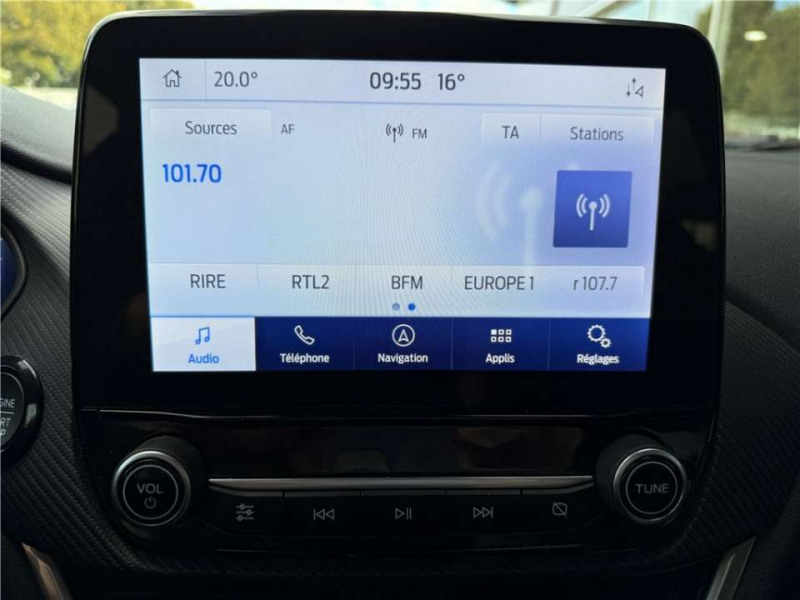 20.0° 09:55 16°
Sources AF FM TA Stations
101.70
RIRE RTL2 BFM EUROPE 1 r 107.7
Audio Téléphone Navigation Applis Réglages
VOL TUNE